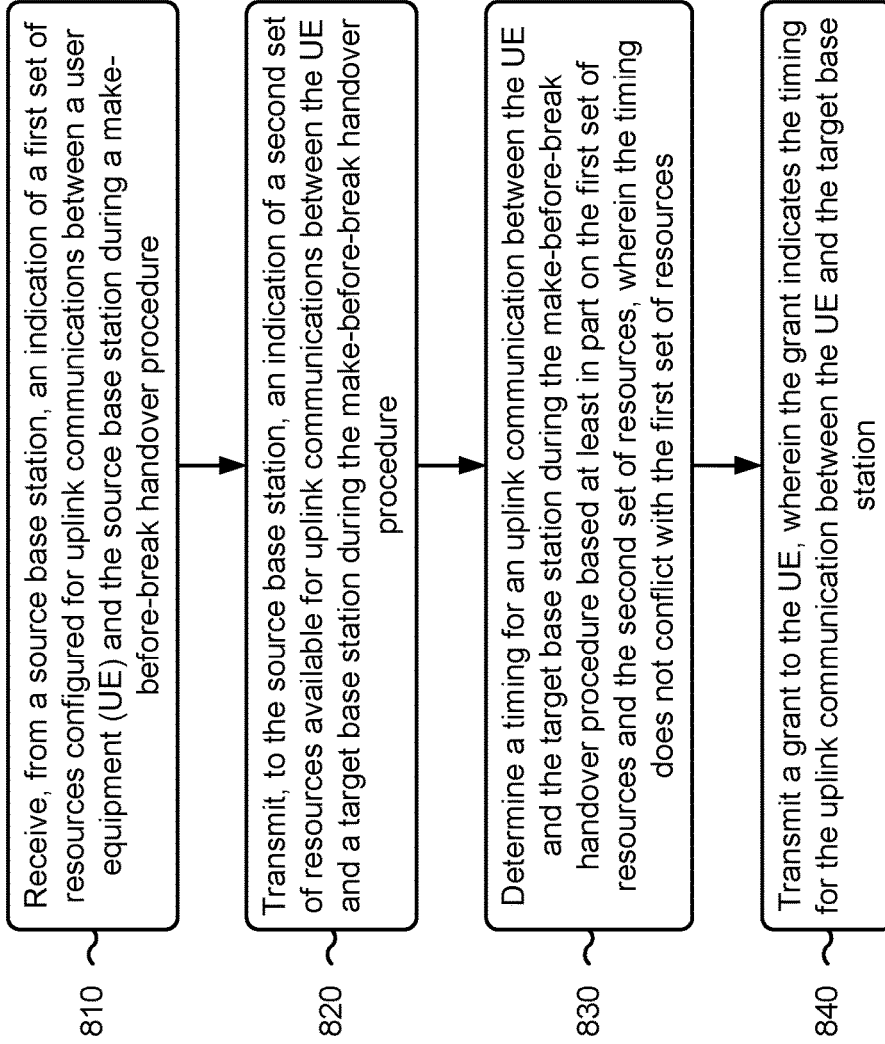 810
Receive, from a source base station, an indication of a first set of
resources configured for uplink communications between a user
equipment (UE) and the source base station during a make-
before-break handover procedure
820
Transmit, to the source base station, an indication of a second set
of resources available for uplink communications between the UE
and a target base station during the make-before-break handover
procedure
830
Determine a timing for an uplink communication between the UE
and the target base station during the make-before-break
handover procedure based at least in part on the first set of
resources and the second set of resources, wherein the timing
does not conflict with the first set of resources
840
Transmit a grant to the UE, wherein the grant indicates the timing
for the uplink communication between the UE and the target base
station